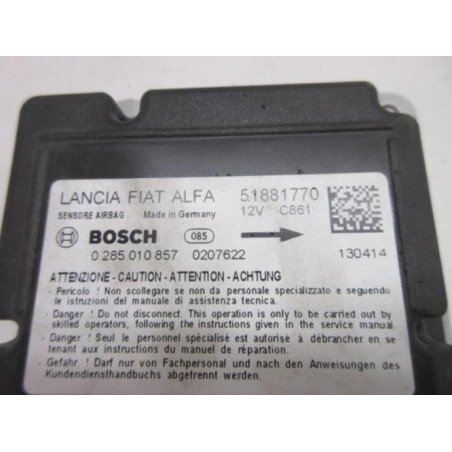 LANCIA FIAT ALFA 51881770
SENSORE AIRBAG Made in Germany 12V C661
BOSCH 085
0 285 010 857 0207622 130414
ATTENZIONE - CAUTION - ATTENTION - ACHTUNG
- Pericolo ! Non scollegare se non da personale specializzato e seguendo
le istruzioni del manuale di assistenza tecnica.
- Danger ! Do not disconnect. This operation is only to be carried out by
skilled operators, following the instructions given in the service manual
- Danger ! Seul le personnel spécialisé est autorisé à débrancher en se
tenant aux instructions du manuel de réparation.
- Gefahr ! Darf nur von Fachpersonal und nach den Anweisungen des
Kundendiensthandbuchs abgetrennt werden.